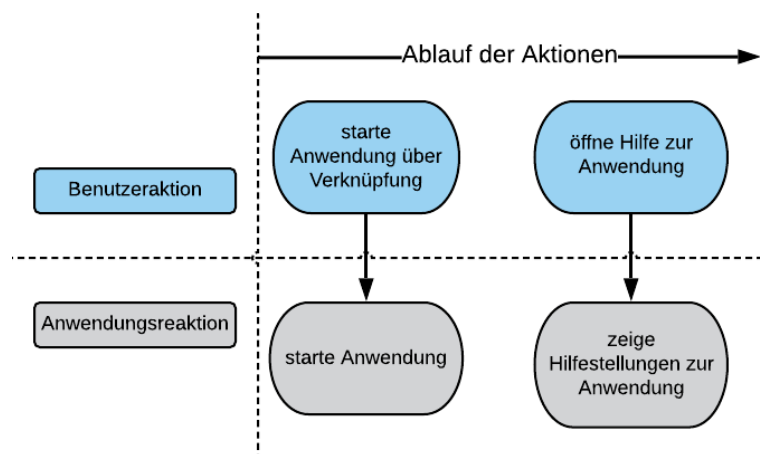 Ablauf der Aktionen
Benutzeraktion
starte
Anwendung über
Verknüpfung
öffne Hilfe zur
Anwendung
Anwendungsreaktion
starte Anwendung
zeige
Hilfestellungen zur
Anwendung